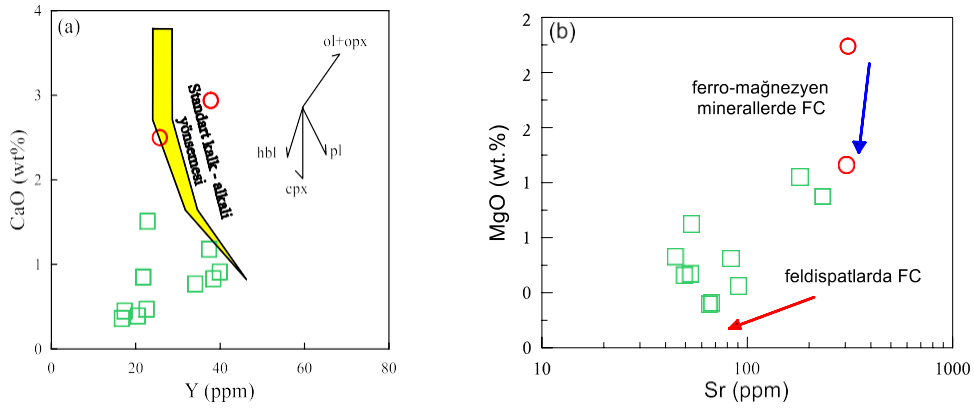 (a)
CaO (wt%)
4
3
2
1
0
0 20 40 60 80
Y (ppm)
Standart kalk - alkali
yönsemesi
ol+opx
hbl
pl
cpx
(b)
MgO (wt.%)
2
2
1
1
0
0
10 100 1000
Sr (ppm)
ferro-mağnezyen
minerallerde FC
feldispatlarda FC